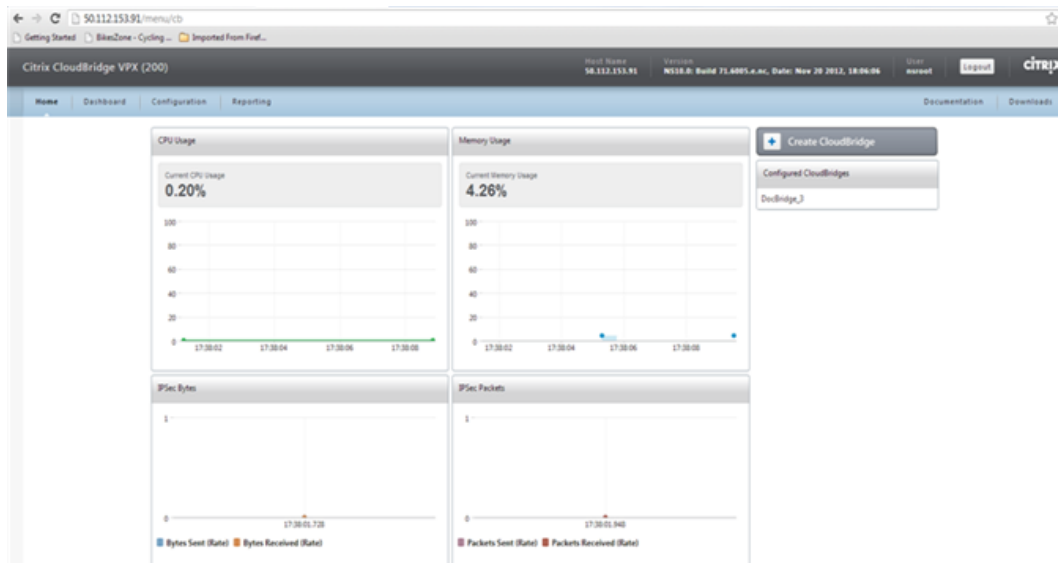 50.112.153.91/menu/cb
Getting Started BikesZone - Cycling ... Imported From Firef...
Citrix CloudBridge VPX (200)
Host Name
50.112.153.91
Version
NS10.0: Build 71.6005.e.nc, Date: Nov 20 2012, 18:06:06
User
nsroot
Logout
CITRIX
Home Dashboard Configuration Reporting Documentation Downloads
CPU Usage
Current CPU Usage
0.20%
100
80
60
40
20
0
17:38:02 17:38:04 17:38:06 17:38:08
Memory Usage
Current Memory Usage
4.26%
100
80
60
40
20
0
17:38:02 17:38:04 17:38:06 17:38:08
Create CloudBridge
Configured CloudBridges
DocBridge_3
IPSec Bytes
1
0
17:38:01.728
Bytes Sent (Rate) Bytes Received (Rate)
IPSec Packets
1
0
17:38:01.948
Packets Sent (Rate) Packets Received (Rate)